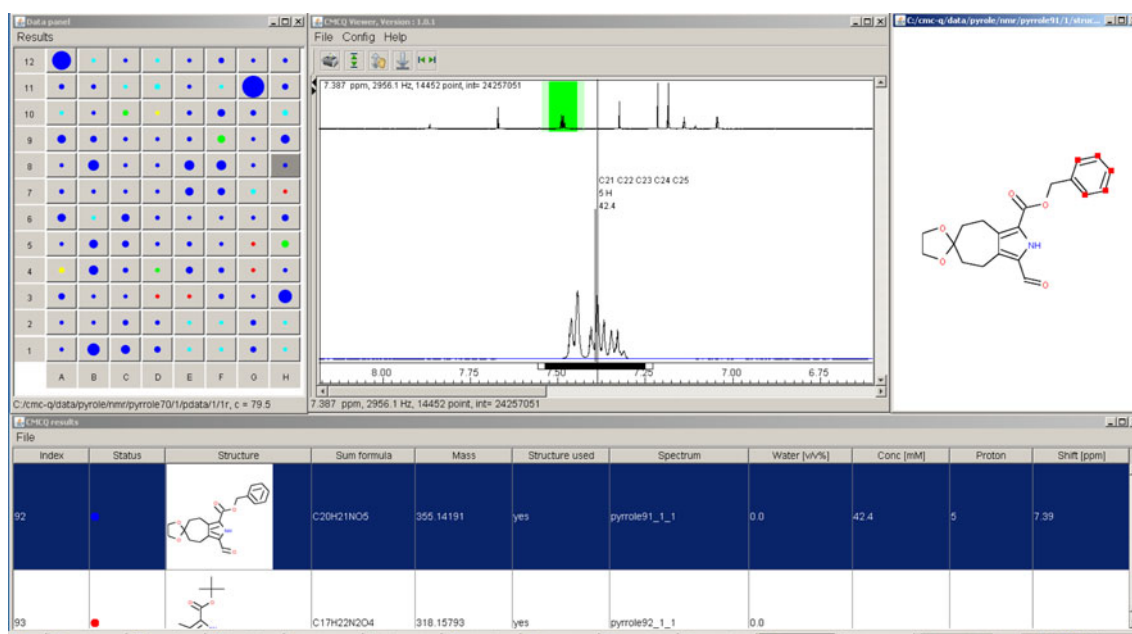 Data panel
Results
12
11
10
9
8
7
6
5
4
3
2
1
A B C D E F G H
C:/cmc-q/data/pyrole/nmr/pyrrole70/1/pdata/1/1r, c = 79.5
CMCQ Viewer, Version : 1.0.1
File Config Help
7.387 ppm, 2956.1 Hz, 14452 point, int= 24257051
C21 C22 C23 C24 C25
5 H
42.4
8.00 7.75 7.50 7.25 7.00 6.75
7.387 ppm, 2956.1 Hz, 14452 point, int= 24257051
C:/cmc-q/data/pyrole/nmr/pyrrole91/1/struc...
O
O
NH
O
O
O
CMCQ results
File
Index Status Structure Sum formula Mass Structure used Spectrum Water [v/v%] Conc [mM] Proton Shift [ppm]
92 C20H21NO5 355.14191 yes pyrrole91_1_1 0.0 42.4 5 7.39
93 C17H22N2O4 318.15793 yes pyrrole92_1_1 0.0